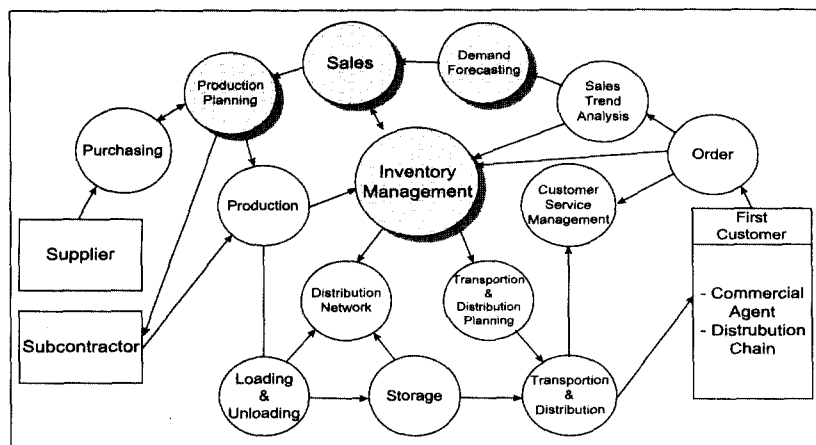 Sales
Demand
Forecasting
Production
Planning
Sales
Trend
Analysis
Purchasing
Order
Inventory
Management
Customer
Service
Management
Production
First
Customer
Supplier
- Commercial
Agent
- Distrubution
Chain
Distribution
Network
Transportion
&
Distribution
Planning
Subcontractor
Loading
&
Unloading
Storage
Transportion
&
Distribution